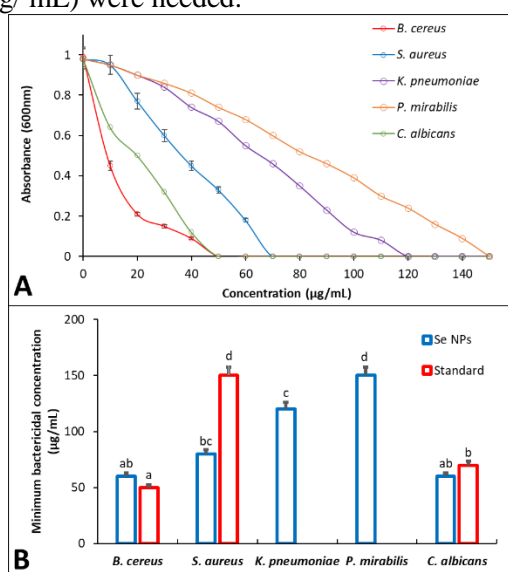 g/ mL) were needed.
B. cereus
S. aureus
K. pneumoniae
P. mirabilis
C. albicans
Absorbance (600nm)
1
0.8
0.6
0.4
0.2
0
0 20 40 60 80 100 120 140
Concentration (µg/mL)
A
Minimum bactericidal concentration
(µg/mL)
200
150
100
50
0
Se NPs
Standard
ab a bc d c d ab b
B. cereus S. aureus K. pneumoniae P. mirabilis C. albicans
B